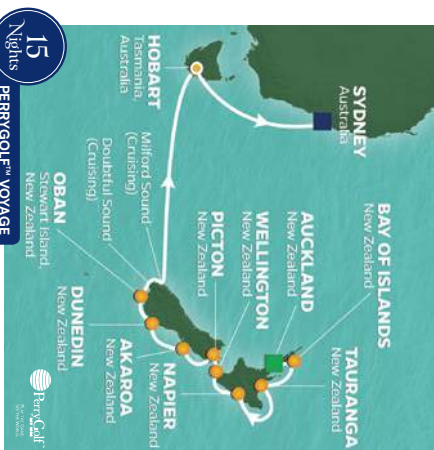 15
Nights
PERRYGOLF™ VOYAGE
SYDNEY
Australia
HOBART
Tasmania,
Australia
Milford Sound
(Cruising)
Doubtful Sound
(Cruising)
OBAN
Stewart Island,
New Zealand
DUNEDIN
New Zealand
AKAROA
New Zealand
PICTON
New Zealand
WELLINGTON
New Zealand
NAPIER
New Zealand
TAURANGA
New Zealand
AUCKLAND
New Zealand
BAY OF ISLANDS
New Zealand
PerryGolf